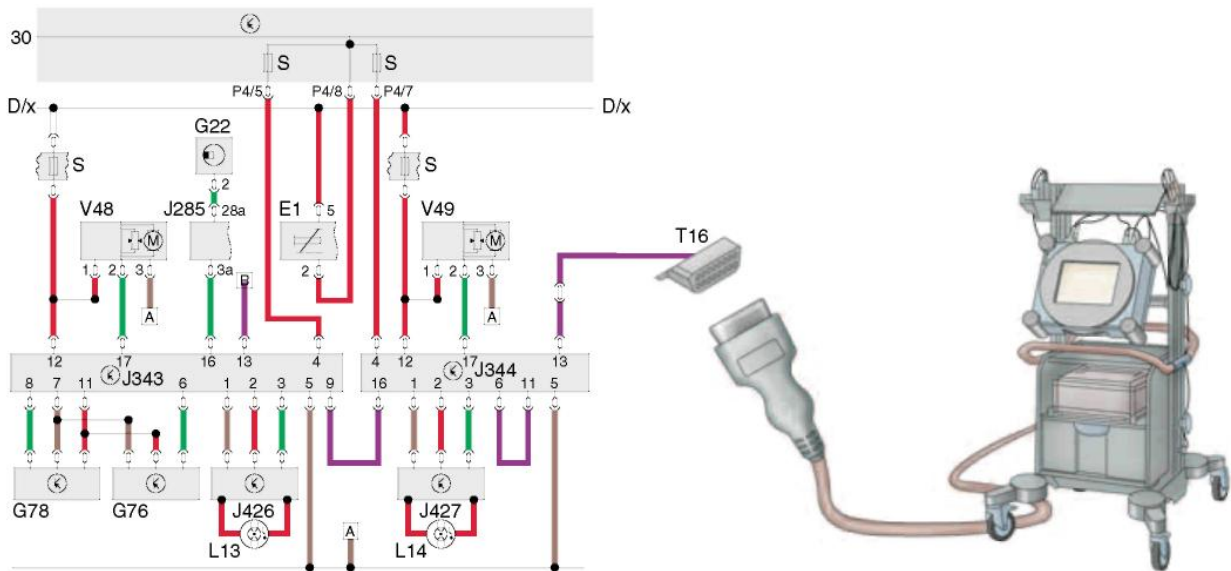 30
S
S
P4/5
P4/8
P4/7
D/x
D/x
G22
S
S
2
V48
J285
28a
E1
5
V49
T16
M
M
1
2
3
3a
B
2
1
2
3
A
A
12
17
16
13
4
4
12
17
13
J343
J344
8
7
11
6
1
2
3
5
9
16
1
2
3
6
11
5
G78
G76
J426
J427
L13
A
L14